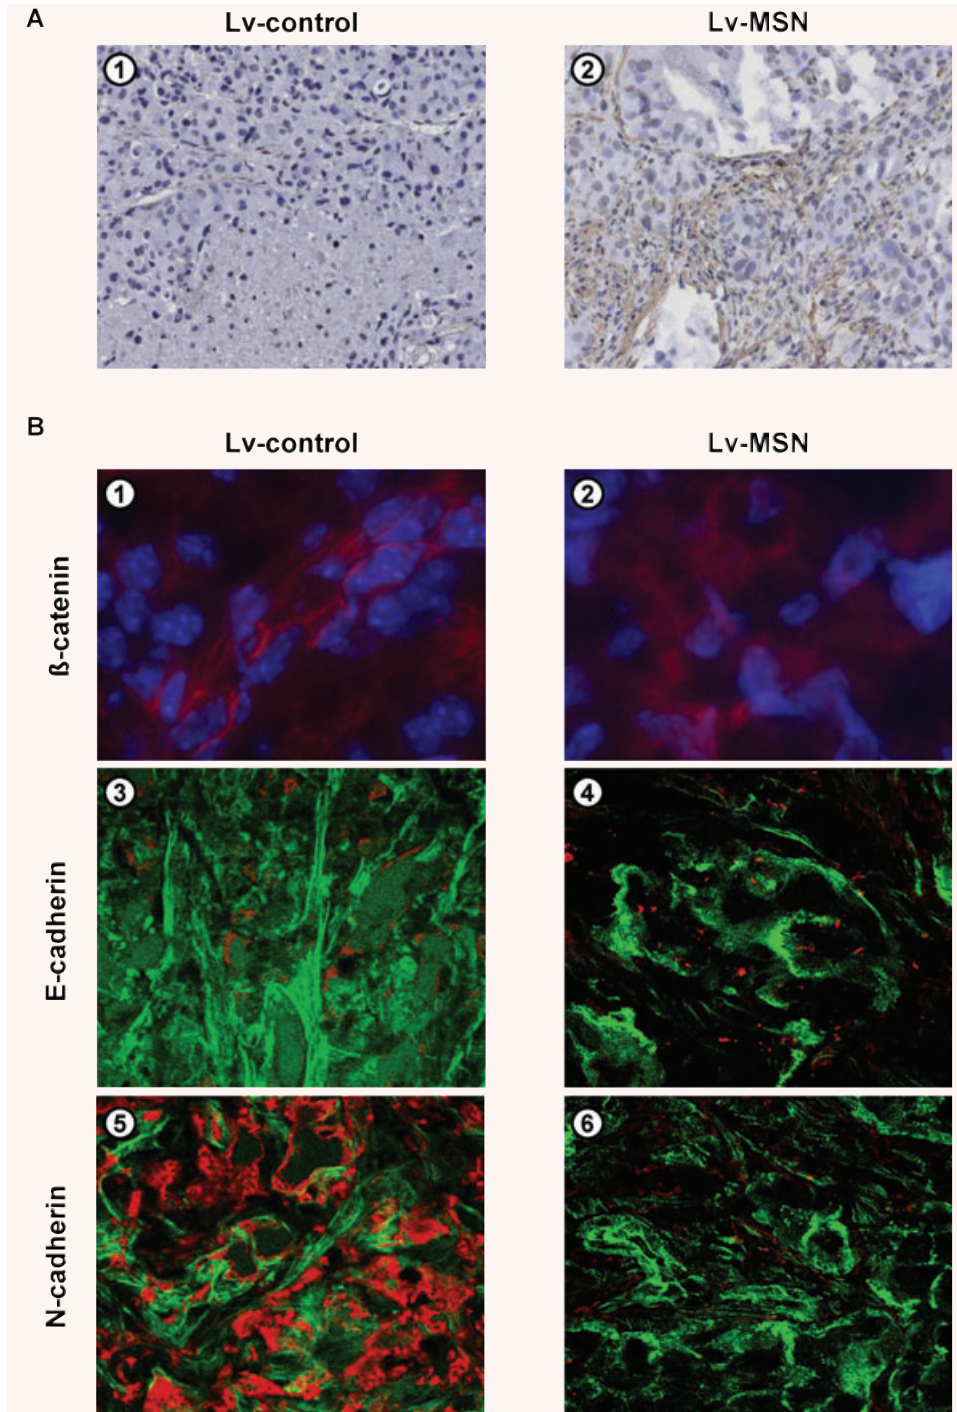 A
Lv-control
Lv-MSN
1
2
B
Lv-control
Lv-MSN
ß-catenin
1
2
E-cadherin
3
4
N-cadherin
5
6